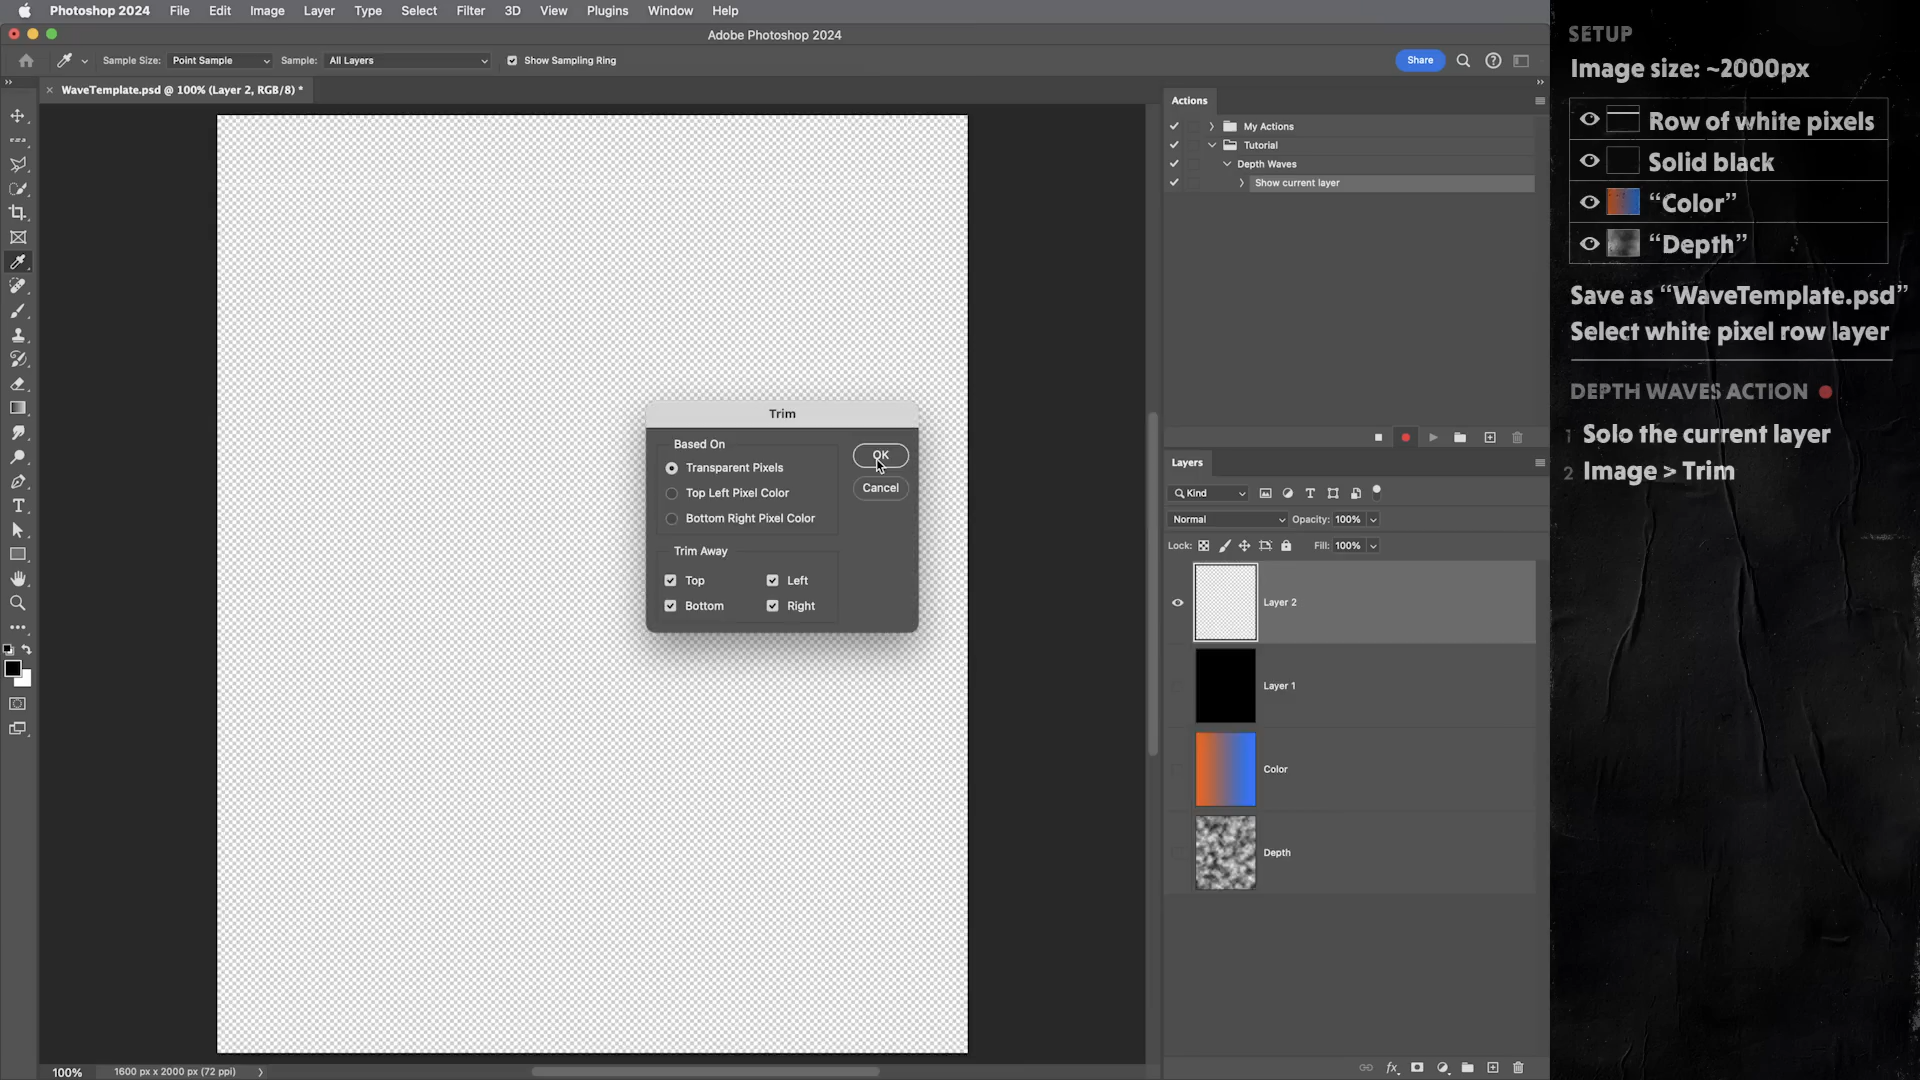 Photoshop 2024 File Edit Image Layer Type Select Filter 3D View Plugins Window Help
Adobe Photoshop 2024
Sample Size: Point Sample Sample: All Layers Show Sampling Ring Share
WaveTemplate.psd @ 100% (Layer 2, RGB/8) *
Actions
My Actions
Tutorial
Depth Waves
Show current layer
Trim
Based On
Transparent Pixels
Top Left Pixel Color
Bottom Right Pixel Color
OK
Cancel
Trim Away
Top Left
Bottom Right
Layers
Kind
Normal Opacity: 100%
Lock: Fill: 100%
Layer 2
Layer 1
Color
Depth
fx
100% 1600 px x 2000 px (72 ppi)
SETUP
Image size: ~2000px
Row of white pixels
Solid black
“Color”
“Depth”
Save as “WaveTemplate.psd”
Select white pixel row layer
DEPTH WAVES ACTION
1 Solo the current layer
2 Image > Trim